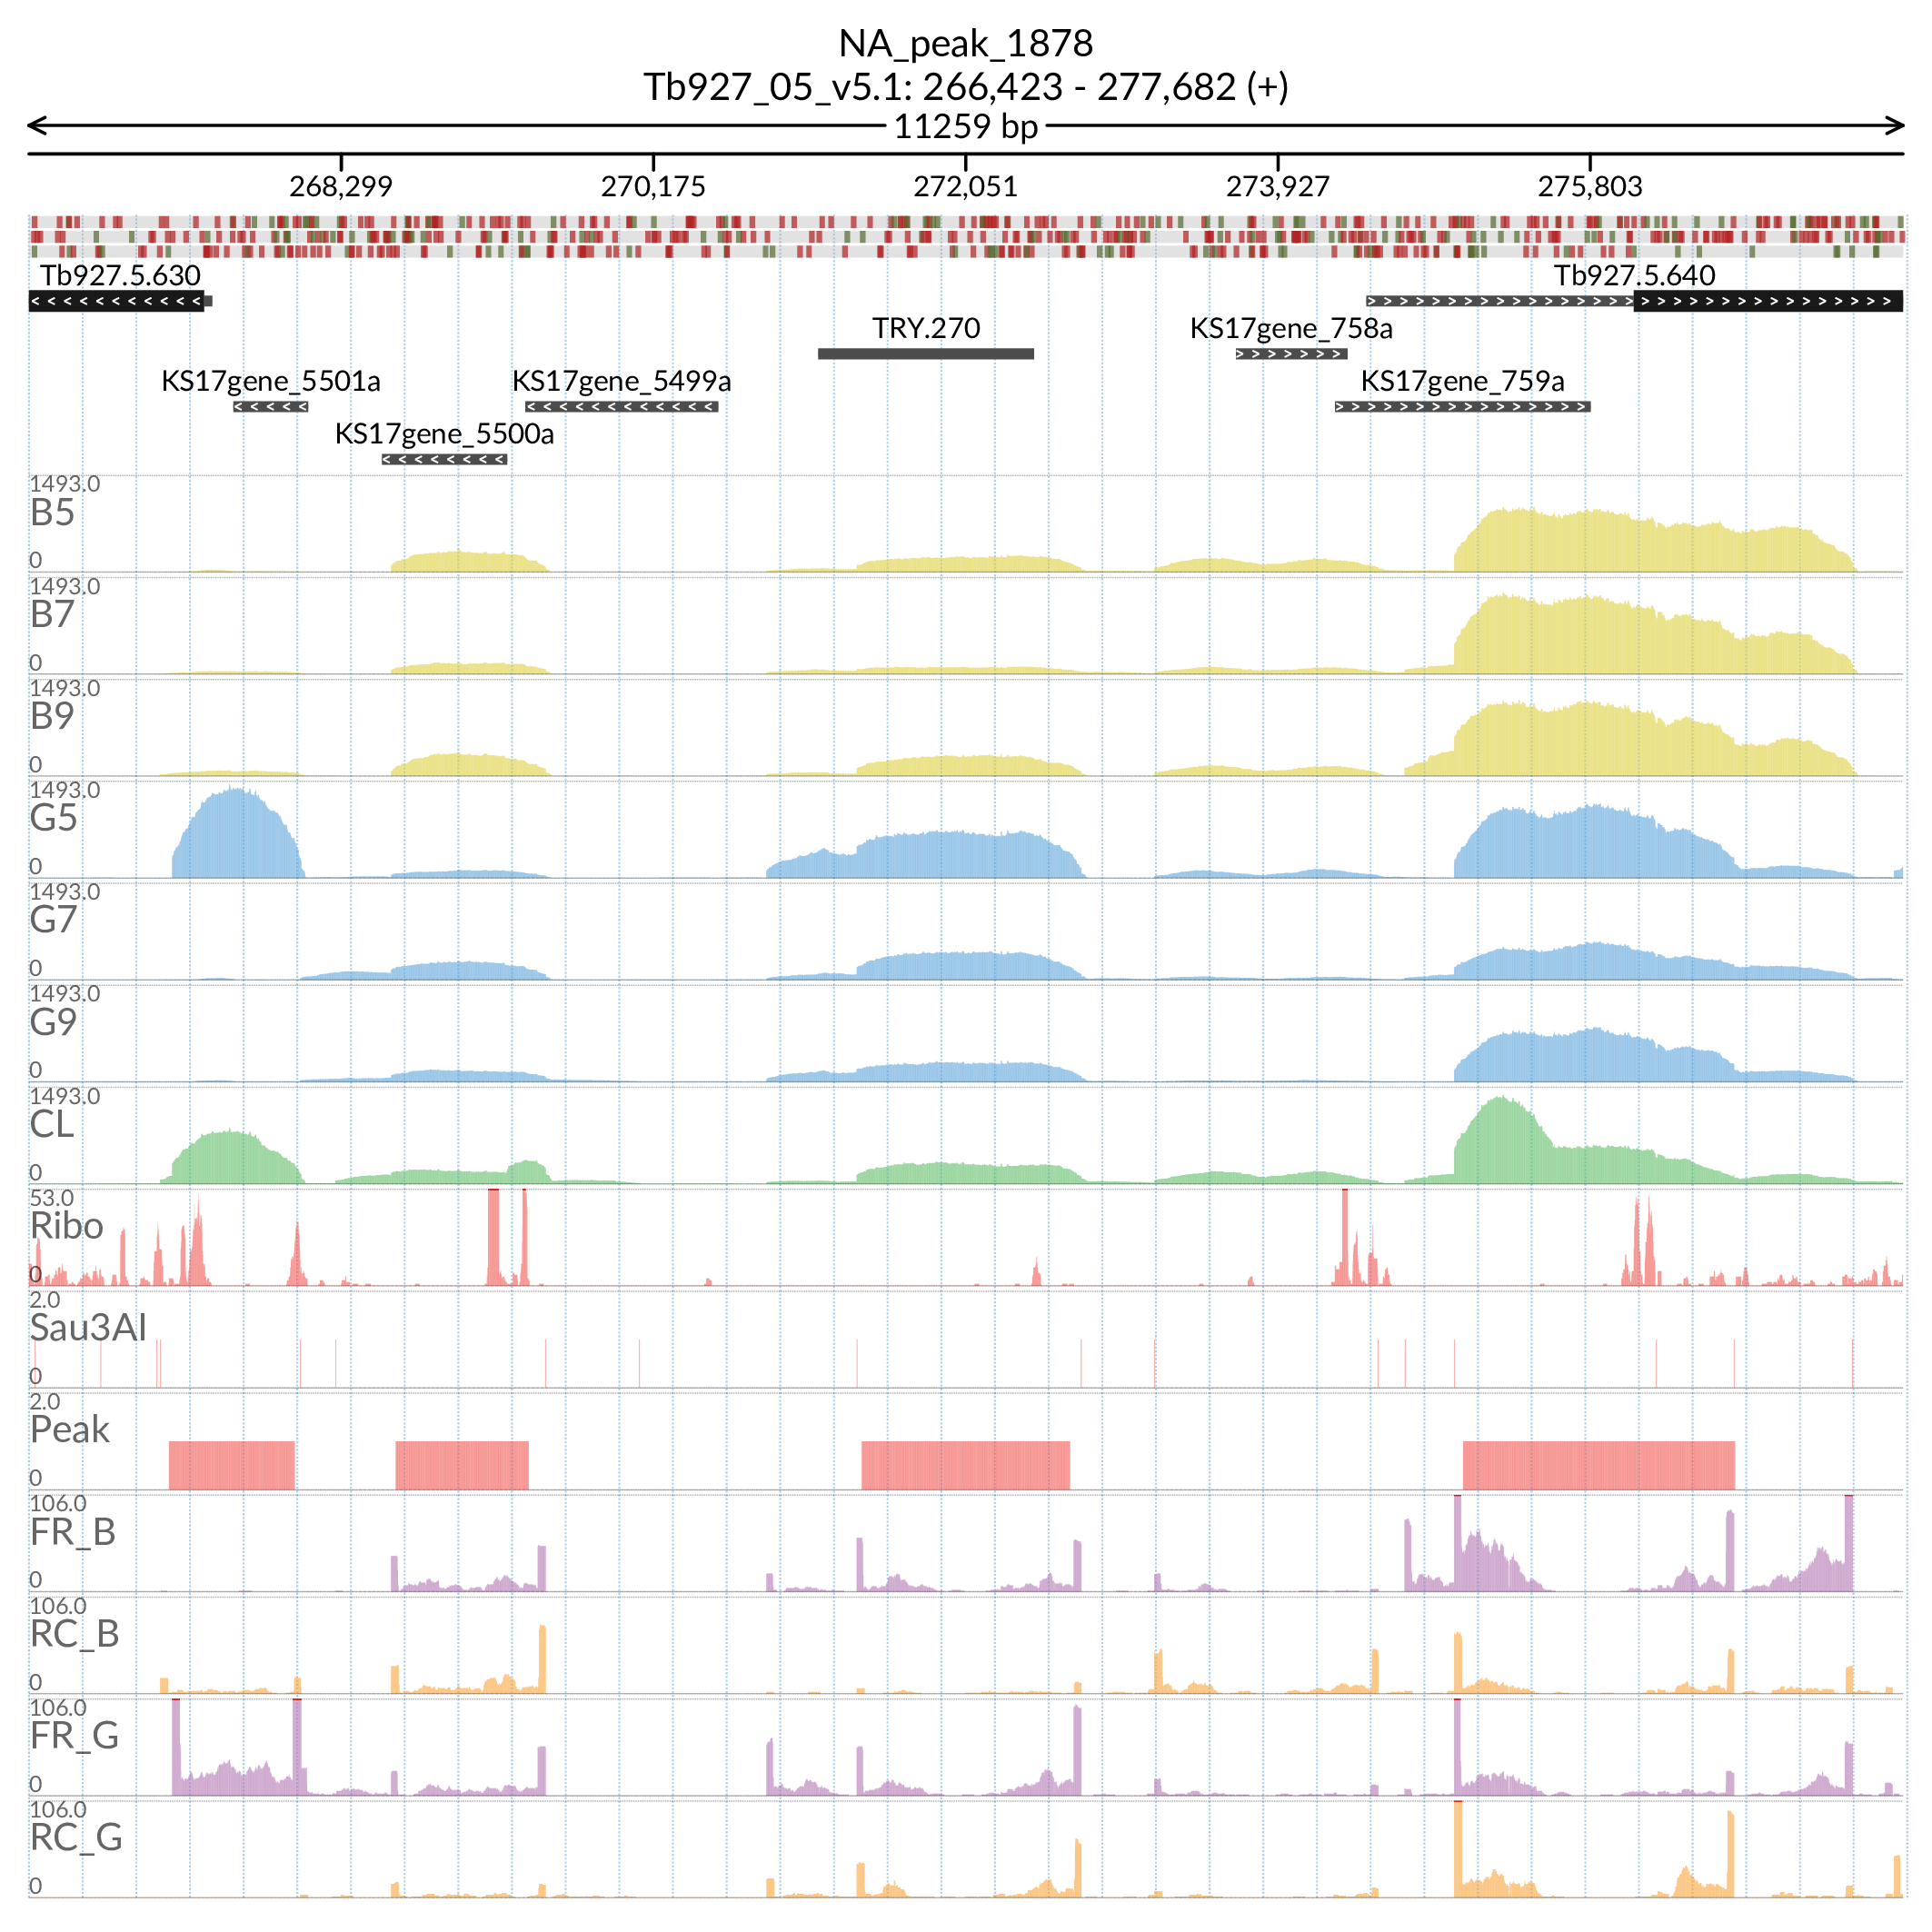 NA_peak_1878
Tb927_05_v5.1: 266,423 - 277,682 (+)
11259 bp
268,299 270,175 272,051 273,927 275,803
Tb927.5.630 Tb927.5.640
TRY.270 KS17gene_758a
KS17gene_5501a KS17gene_5499a KS17gene_759a
KS17gene_5500a
1493.0
B5
0
1493.0
B7
0
1493.0
B9
0
1493.0
G5
0
1493.0
G7
0
1493.0
G9
0
1493.0
CL
0
53.0
Ribo
0
2.0
Sau3AI
0
2.0
Peak
0
106.0
FR_B
0
106.0
RC_B
0
106.0
FR_G
0
106.0
RC_G
0